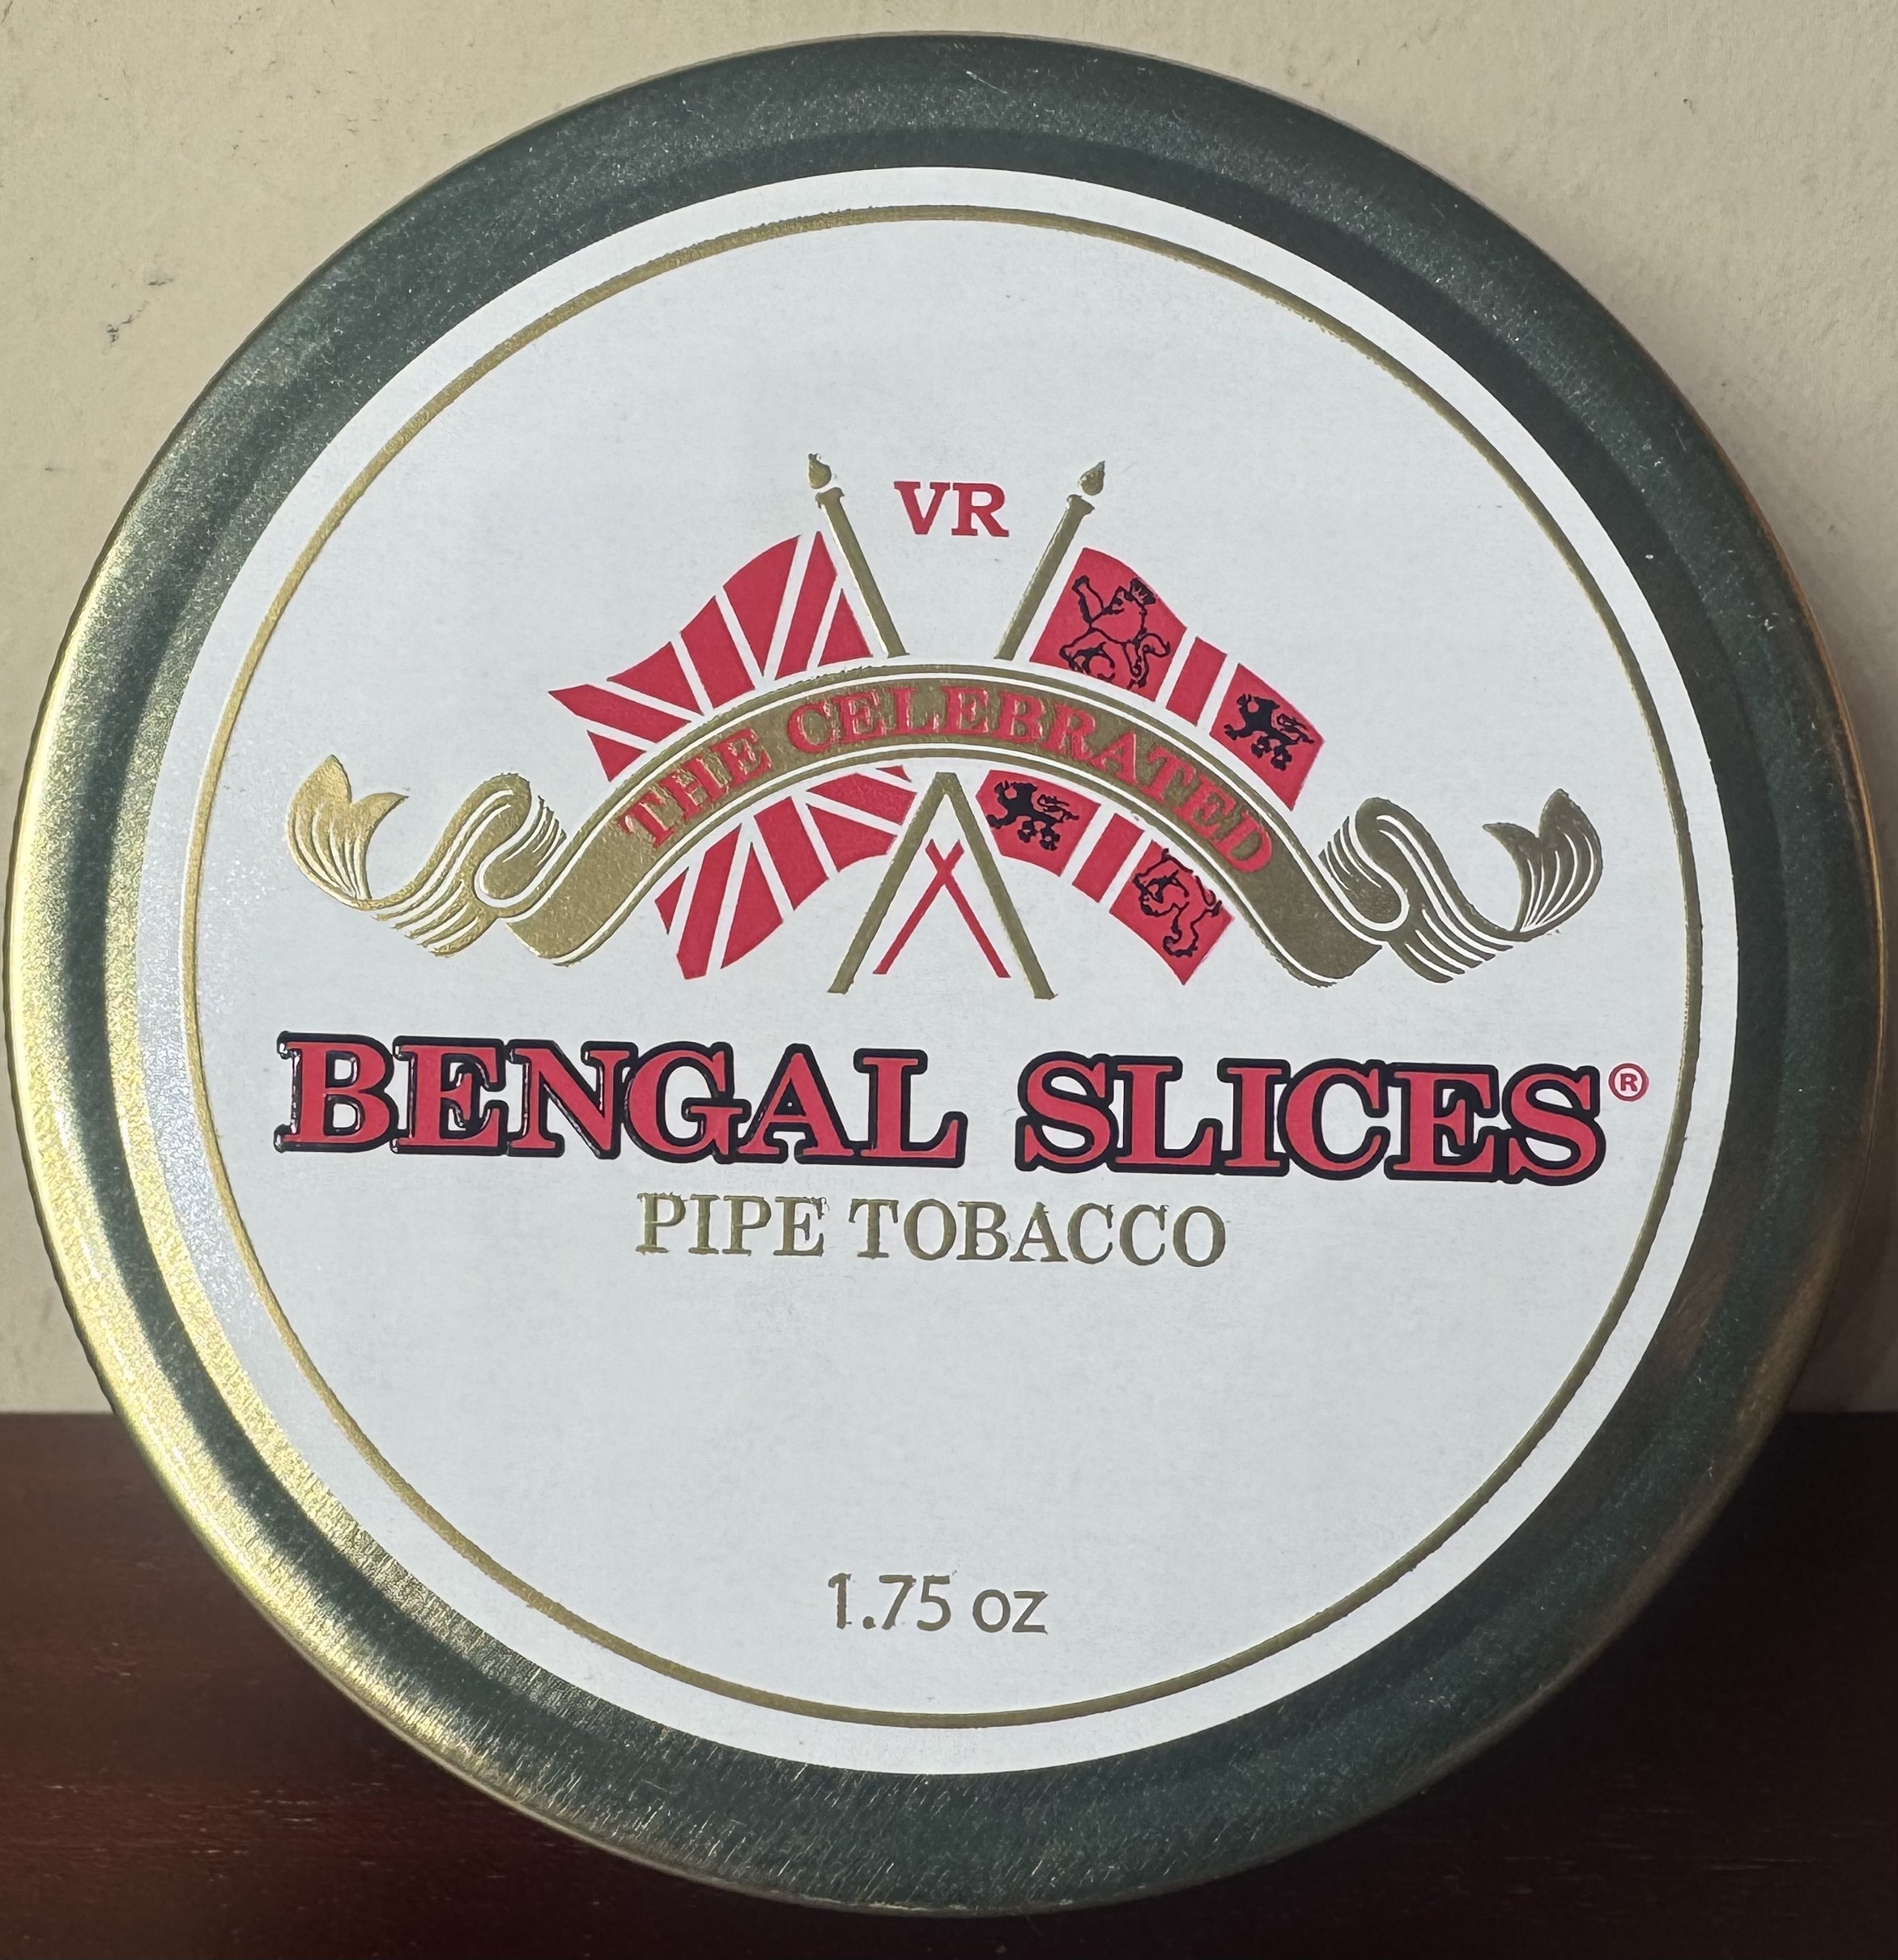 VR
THE CELEBRATED
BENGAL SLICES®
PIPE TOBACCO
1.75 oz